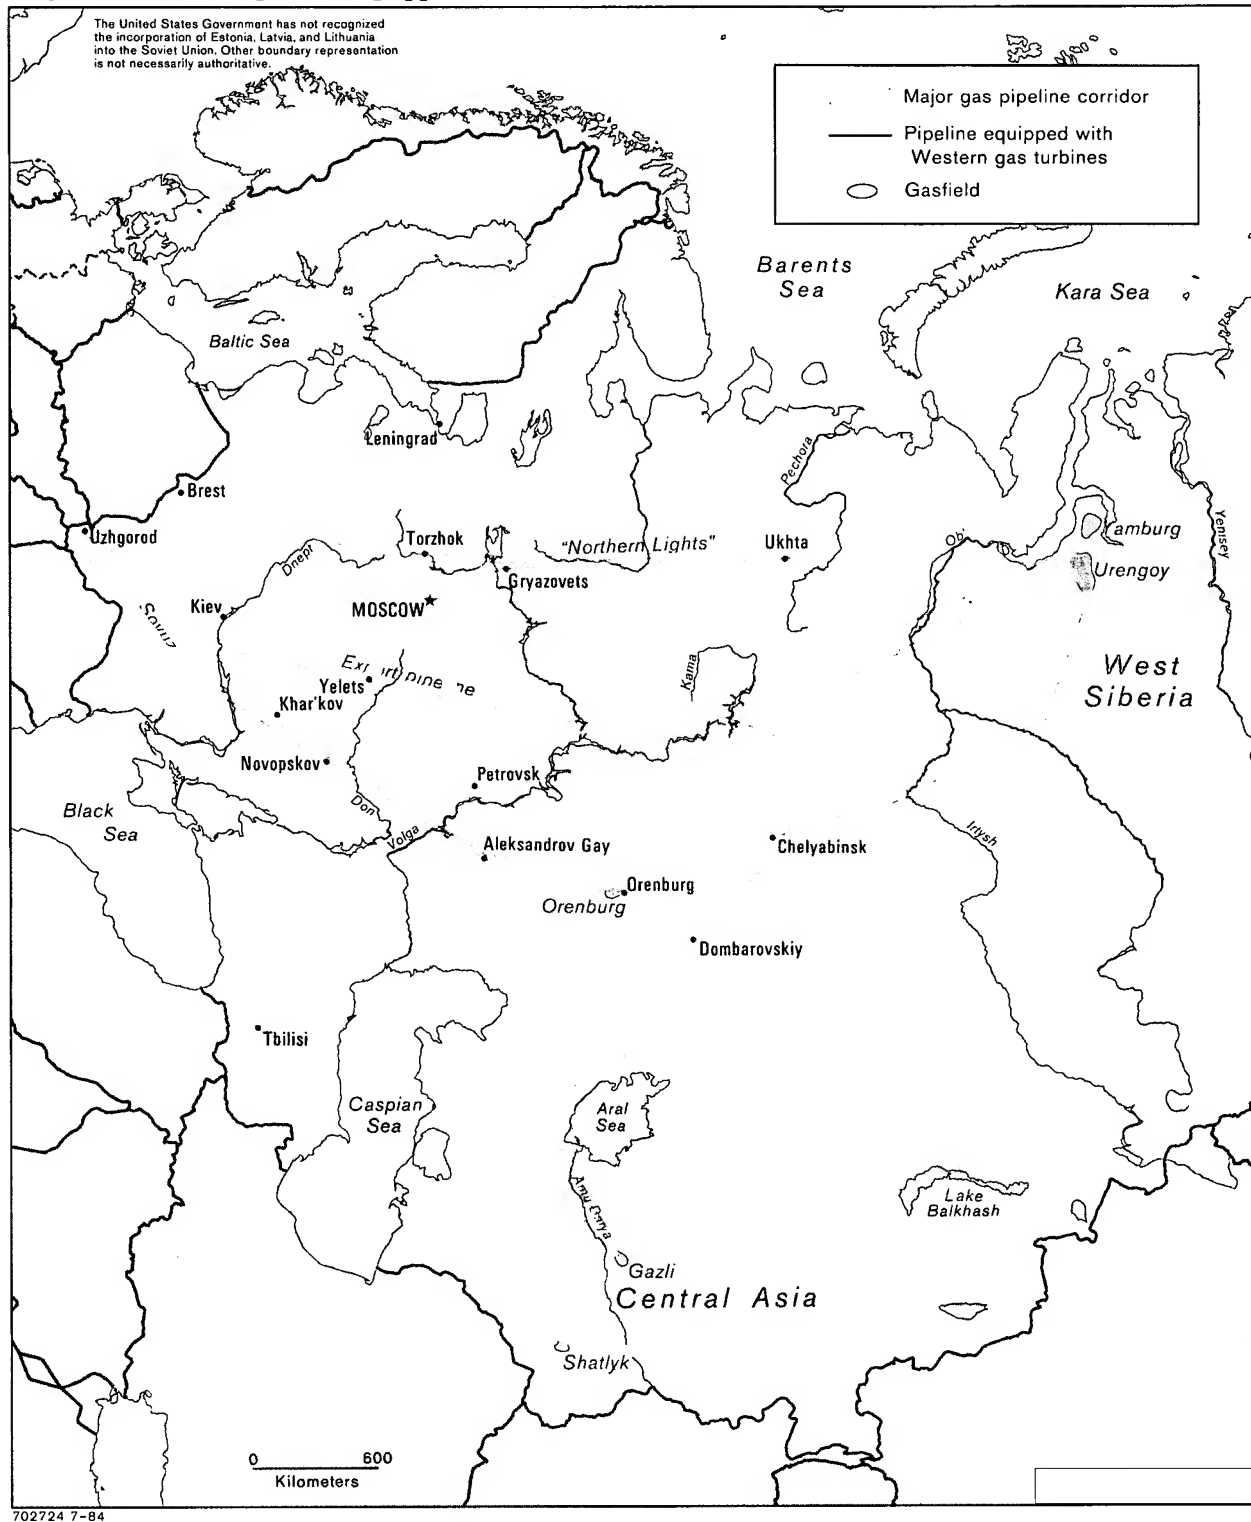 The United States Government has not recognized
the incorporation of Estonia, Latvia, and Lithuania
into the Soviet Union. Other boundary representation
is not necessarily authoritative.
Major gas pipeline corridor
Pipeline equipped with
Western gas turbines
Gasfield
Barents
Sea
Kara Sea
Baltic Sea
Leningrad
Pechora
Brest
Uzhgorod
Torzhok
"Northern Lights"
Ukhta
Ob'
Yamburg
Yenisey
Dnepr
Gryazovets
Urengoy
Kiev
MOSCOW
West
Siberia
Kama
Yelets
Khar'kov
Novopskov
Petrovsk
Don
Volga
Black
Sea
Aleksandrov Gay
Chelyabinsk
Irtysh
Orenburg
Orenburg
Dombarovskiy
Tbilisi
Caspian
Sea
Aral
Sea
Amu Darya
Lake
Balkhash
Gazli
Central Asia
Shatlyk
0 600
Kilometers
702724 7-84